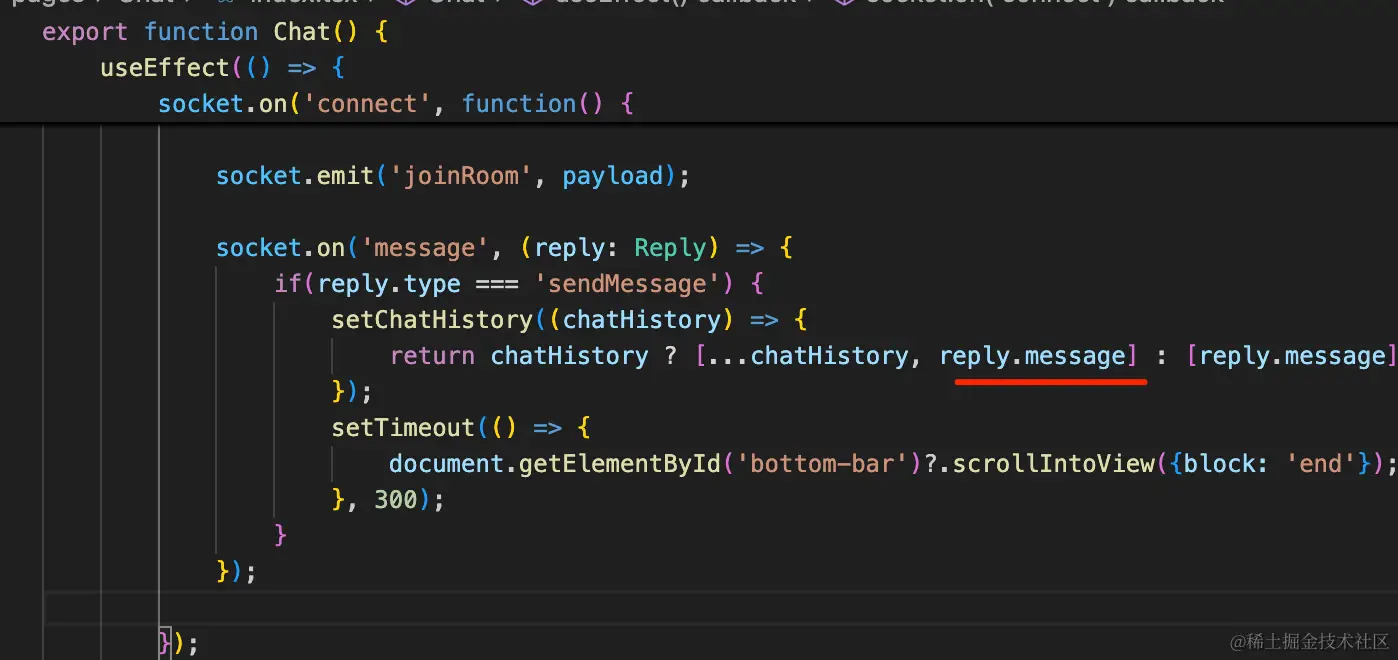 export function Chat() {
useEffect(() => {
socket.on('connect', function() {
socket.emit('joinRoom', payload);
socket.on('message', (reply: Reply) => {
if(reply.type === 'sendMessage') {
setChatHistory((chatHistory) => {
return chatHistory ? [...chatHistory, reply.message] : [reply.message]
});
setTimeout(() => {
document.getElementById('bottom-bar')?.scrollIntoView({block: 'end'});
}, 300);
}
});
});
@稀土掘金技术社区